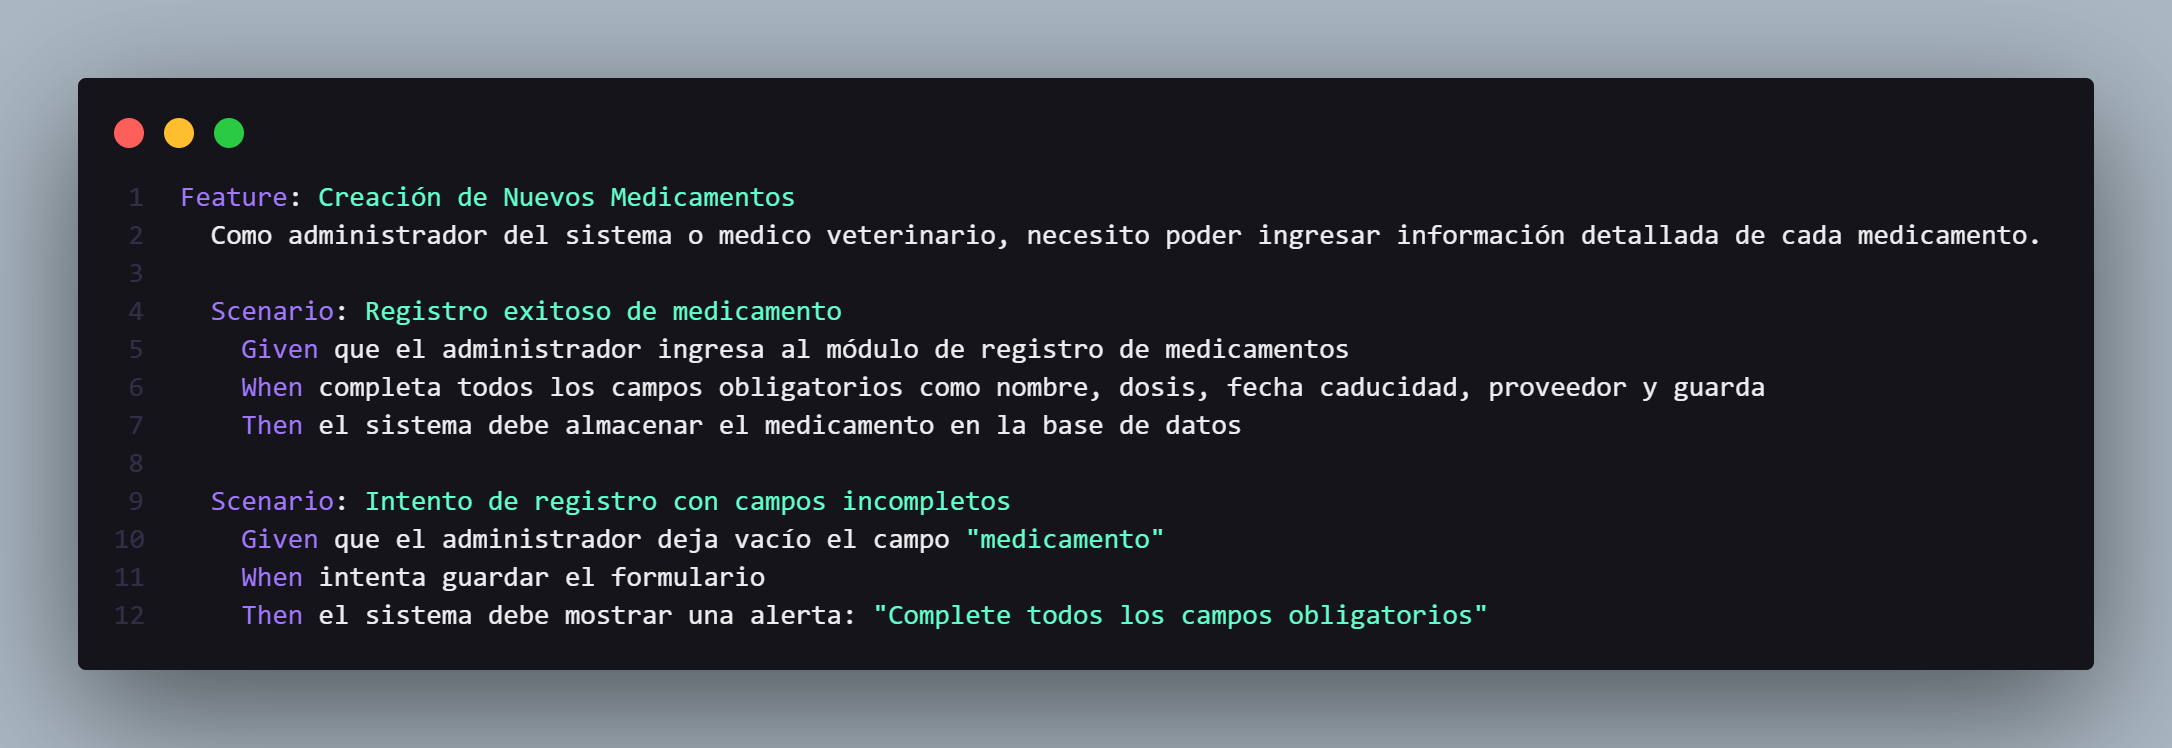 1 Feature: Creación de Nuevos Medicamentos
2 Como administrador del sistema o medico veterinario, necesito poder ingresar información detallada de cada medicamento.
3
4 Scenario: Registro exitoso de medicamento
5 Given que el administrador ingresa al módulo de registro de medicamentos
6 When completa todos los campos obligatorios como nombre, dosis, fecha caducidad, proveedor y guarda
7 Then el sistema debe almacenar el medicamento en la base de datos
8
9 Scenario: Intento de registro con campos incompletos
10 Given que el administrador deja vacío el campo "medicamento"
11 When intenta guardar el formulario
12 Then el sistema debe mostrar una alerta: "Complete todos los campos obligatorios"